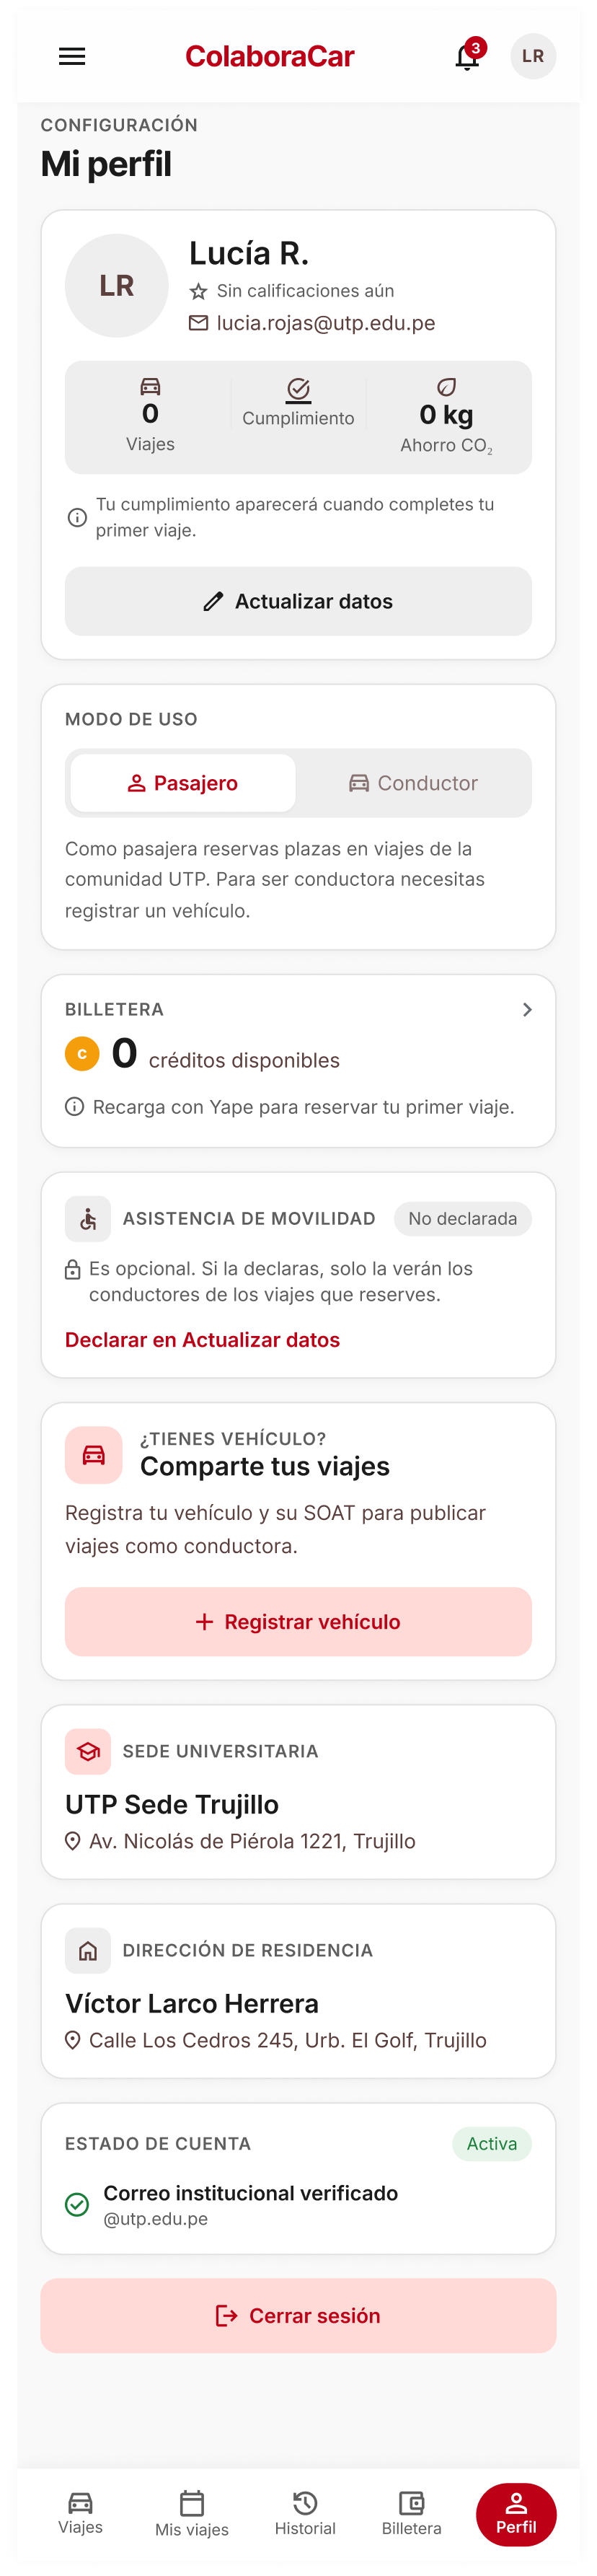 ColaboraCar
3
LR
CONFIGURACIÓN
Mi perfil
LR
Lucía R.
Sin calificaciones aún
lucia.rojas@utp.edu.pe
0
Viajes
—
Cumplimiento
0 kg
Ahorro CO₂
Tu cumplimiento aparecerá cuando completes tu
primer viaje.
Actualizar datos
MODO DE USO
Pasajero
Conductor
Como pasajera reservas plazas en viajes de la
comunidad UTP. Para ser conductora necesitas
registrar un vehículo.
BILLETERA
C
0 créditos disponibles
Recarga con Yape para reservar tu primer viaje.
ASISTENCIA DE MOVILIDAD
No declarada
Es opcional. Si la declaras, solo la verán los
conductores de los viajes que reserves.
Declarar en Actualizar datos
¿TIENES VEHÍCULO?
Comparte tus viajes
Registra tu vehículo y su SOAT para publicar
viajes como conductora.
Registrar vehículo
SEDE UNIVERSITARIA
UTP Sede Trujillo
Av. Nicolás de Piérola 1221, Trujillo
DIRECCIÓN DE RESIDENCIA
Víctor Larco Herrera
Calle Los Cedros 245, Urb. El Golf, Trujillo
ESTADO DE CUENTA
Activa
Correo institucional verificado
@utp.edu.pe
Cerrar sesión
Viajes
Mis viajes
Historial
Billetera
Perfil